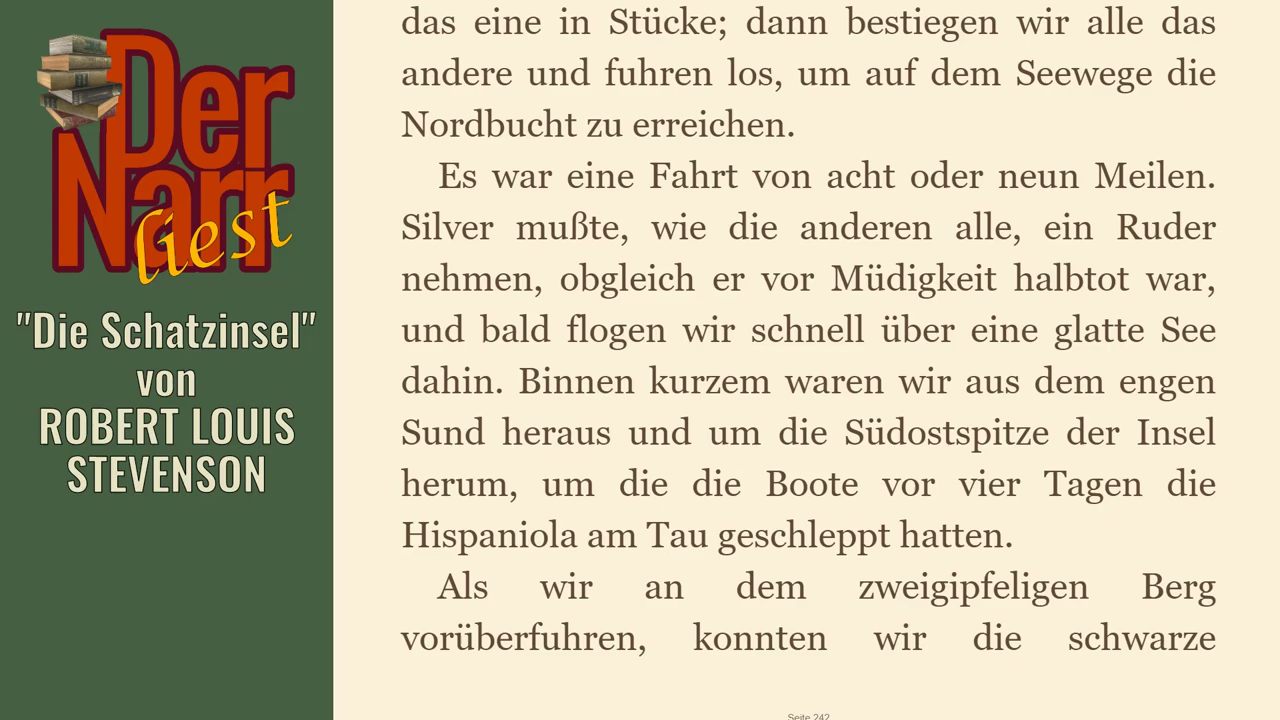 Der
Narr
liest
"Die Schatzinsel"
von
ROBERT LOUIS
STEVENSON
das eine in Stücke; dann bestiegen wir alle das
andere und fuhren los, um auf dem Seewege die
Nordbucht zu erreichen.
Es war eine Fahrt von acht oder neun Meilen.
Silver mußte, wie die anderen alle, ein Ruder
nehmen, obgleich er vor Müdigkeit halbtot war,
und bald flogen wir schnell über eine glatte See
dahin. Binnen kurzem waren wir aus dem engen
Sund heraus und um die Südostspitze der Insel
herum, um die die Boote vor vier Tagen die
Hispaniola am Tau geschleppt hatten.
Als wir an dem zweigipfeligen Berg
vorüberfuhren, konnten wir die schwarze
Seite 242